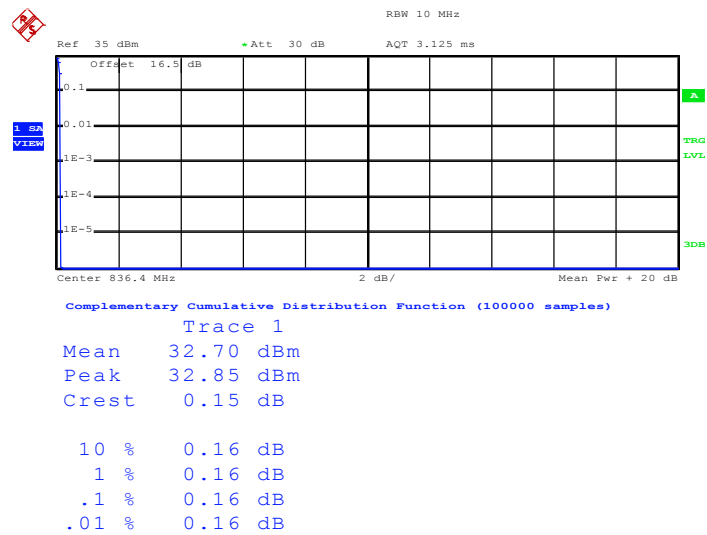 R S
RBW 10 MHz
Ref 35 dBm *Att 30 dB AQT 3.125 ms
Offset 16.5 dB
0.1
A
0.01
1 SA
VIEW
TRG
LVL
1E-3
1E-4
1E-5
3DB
Center 836.4 MHz 2 dB/ Mean Pwr + 20 dB
Complementary Cumulative Distribution Function (100000 samples)
Trace 1
Mean 32.70 dBm
Peak 32.85 dBm
Crest 0.15 dB
10 % 0.16 dB
1 % 0.16 dB
.1 % 0.16 dB
.01 % 0.16 dB